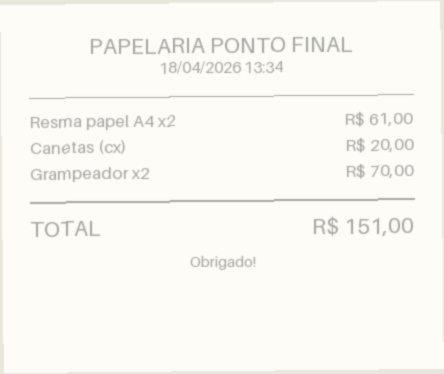 PAPELARIA PONTO FINAL
18/04/2026 13:34
Resma papel A4 x2 R$ 61,00
Canetas (cx) R$ 20,00
Grampeador x2 R$ 70,00
TOTAL R$ 151,00
Obrigado!